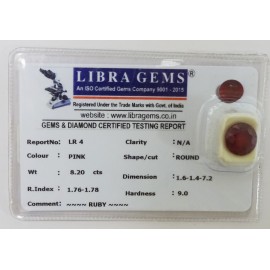 LIBRA GEMS ®
An ISO Certified Gems Company 9001 - 2015
Registered Under the Trade Mark with Govt. of India
website : www.libragems.co.in
GEMS & DIAMOND CERTIFIED TESTING REPORT
ReportNo: LR 4 Clarity : N/A
Colour : PINK Shape/cut : ROUND
Wt : 8.20 cts Dimension : 1.6-1.4-7.2
R.Index : 1.76-1.78 Hardness : 9.0
Comment : ~~~~ RUBY ~~~~